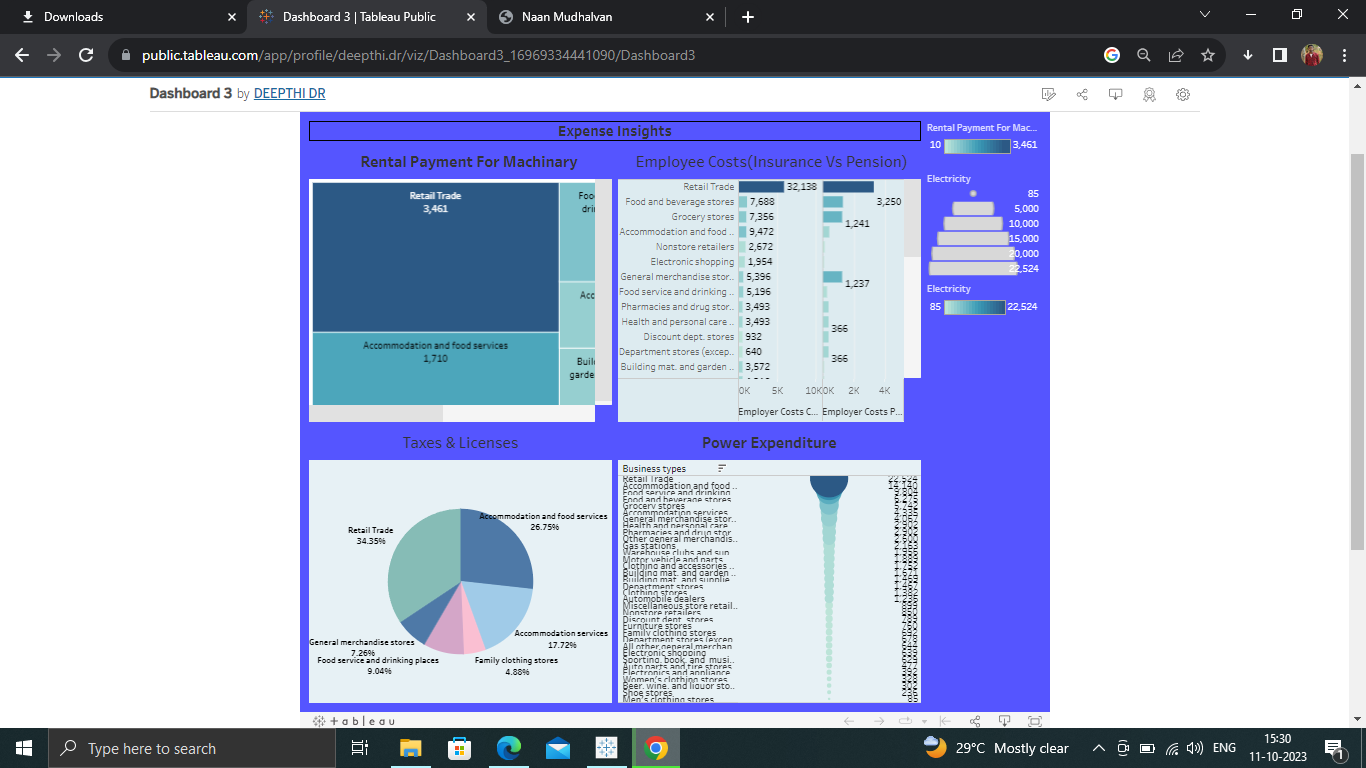 Downloads
Dashboard 3 | Tableau Public
Naan Mudhalvan
public.tableau.com/app/profile/deepthi.dr/viz/Dashboard3_16969334441090/Dashboard3
Dashboard 3 by DEEPTHI DR
Expense Insights
Rental Payment For Machinary
Retail Trade
3,461
Accommodation and food services
1,710
Foo
dri
Acc
Buil
garde
Employee Costs(Insurance Vs Pension)
Retail Trade 32,138
Food and beverage stores 7,688 3,250
Grocery stores 7,356 1,241
Accommodation and food .. 9,472
Nonstore retailers 2,672
Electronic shopping 1,954
General merchandise stor.. 5,396 1,237
Food service and drinking .. 5,196
Pharmacies and drug stor.. 3,493
Health and personal care .. 3,493 366
Discount dept. stores 932
Department stores (excep.. 640 366
Building mat. and garden .. 3,572
0K 5K 10K 0K 2K 4K
Employer Costs C... Employer Costs P...
Rental Payment For Mac...
10 3,461
Electricity
85
5,000
10,000
15,000
20,000
22,524
Electricity
85 22,524
Taxes & Licenses
Accommodation and food services
26.75%
Retail Trade
34.35%
Accommodation services
17.72%
General merchandise stores
7.26%
Food service and drinking places
9.04%
Family clothing stores
4.88%
Power Expenditure
Business types
Retail Trade 22,524
Accommodation and food .. 14,140
Food service and drinking
Food and beverage stores
Grocery stores
Accommodation services
General merchandise stor..
Health and personal care
Pharmacies and drug stor
Other general merchandis..
Gas stations
Warehouse clubs and sup
Motor vehicle and parts
Clothing and accessories ..
Building mat. and garden ..
Building mat. and supplie
Department stores
Clothing stores
Automobile dealers
Miscellaneous store retail..
Nonstore retailers
Discount dept. stores
Furniture stores
Family clothing stores
Department stores (excep
All other general merchan
Electronic shopping
Sporting, book, and musi..
Auto parts and tire stores
Electronics and appliance
Women's clothing stores
Beer, wine, and liquor sto..
Shoe stores
Men's clothing stores 85
+ableau
Type here to search
29°C Mostly clear
ENG
15:30
11-10-2023
1